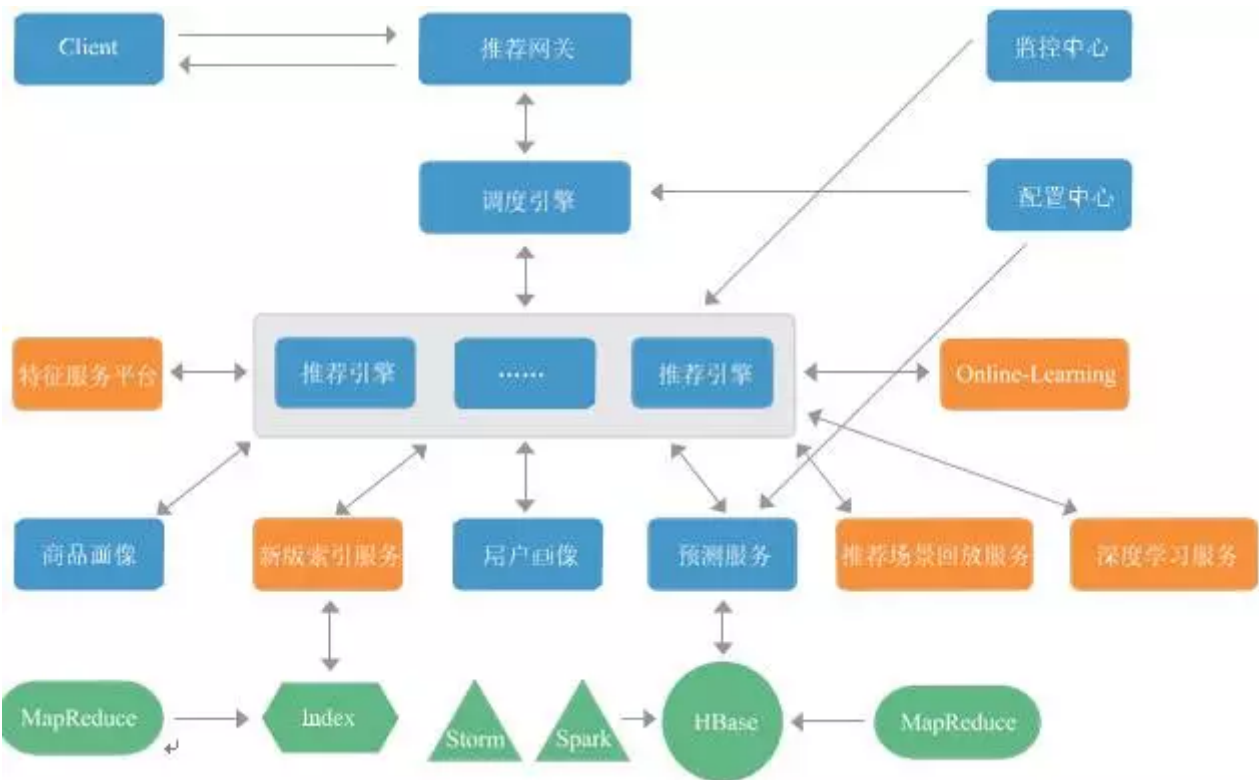 Client
推荐网关
监控中心
调度引擎
配置中心
特征服务平台
推荐引擎
……
推荐引擎
Online-Learning
商品画像
新版索引服务
用户画像
预测服务
推荐场景回放服务
深度学习服务
MapReduce
↵
Index
Storm
Spark
HBase
MapReduce